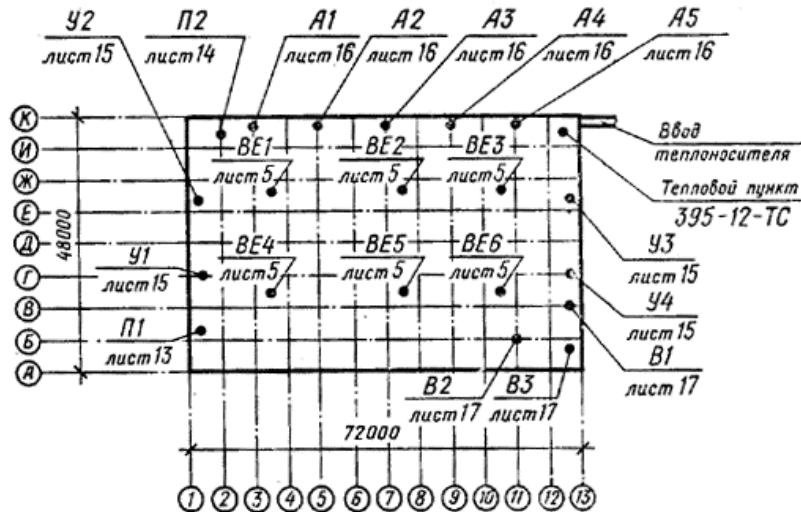 У2 П2 А1 А2 А3 А4 А5
лист 15 лист 14 лист 16 лист 16 лист 16 лист 16 лист 16
К
И
Ж
Е
Д
Г
В
Б
А
48000
ВЕ1 ВЕ2 ВЕ3
лист 5 лист 5 лист 5
Ввод
теплоносителя
Тепловой пункт
395-12-ТС
ВЕ4 ВЕ5 ВЕ6
лист 5 лист 5 лист 5
У1
лист 15
У3
лист 15
У4
лист 15
П1
лист 13
В1
лист 17
В2 В3
лист 17 лист 17
72000
1 2 3 4 5 6 7 8 9 10 11 12 13